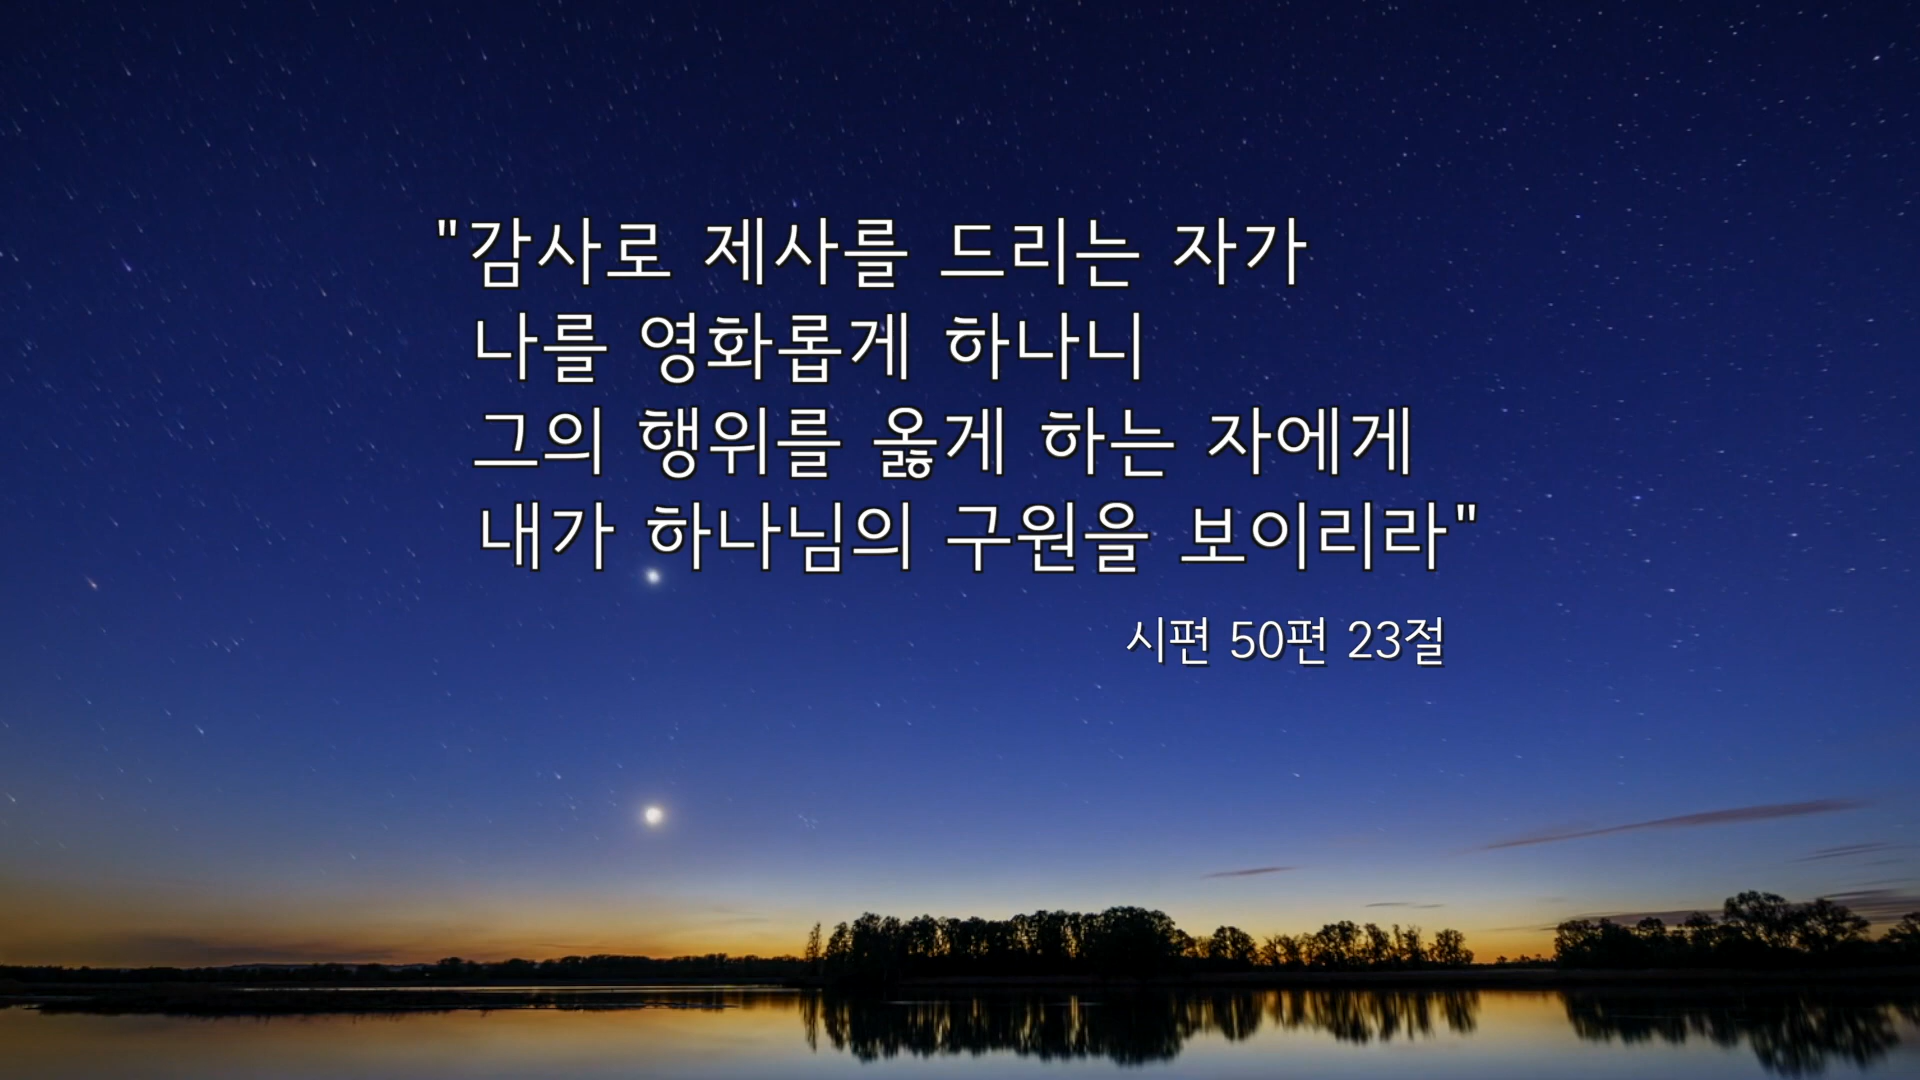 "감사로 제사를 드리는 자가
나를 영화롭게 하나니
그의 행위를 옳게 하는 자에게
내가 하나님의 구원을 보이리라"
시편 50편 23절